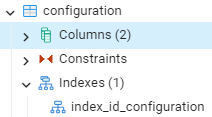 configuration
Columns (2)
Constraints
Indexes (1)
index_id_configuration